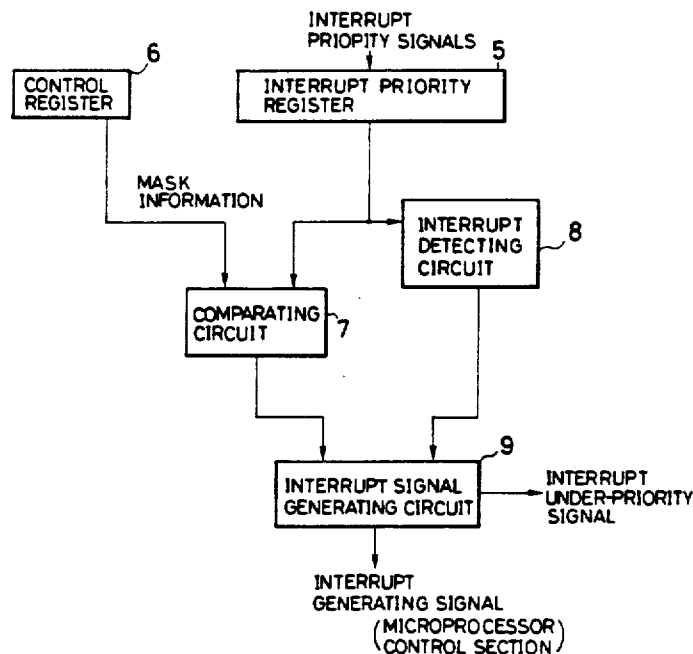 INTERRUPT
PRIOPITY SIGNALS
5
6
CONTROL
REGISTER
INTERRUPT PRIORITY
REGISTER
MASK
INFORMATION
INTERRUPT
DETECTING
CIRCUIT
8
COMPARATING
CIRCUIT
7
9
INTERRUPT SIGNAL
GENERATING CIRCUIT
INTERRUPT
UNDER-PRIORITY
SIGNAL
INTERRUPT
GENERATING SIGNAL
(MICROPROCESSOR
CONTROL SECTION)